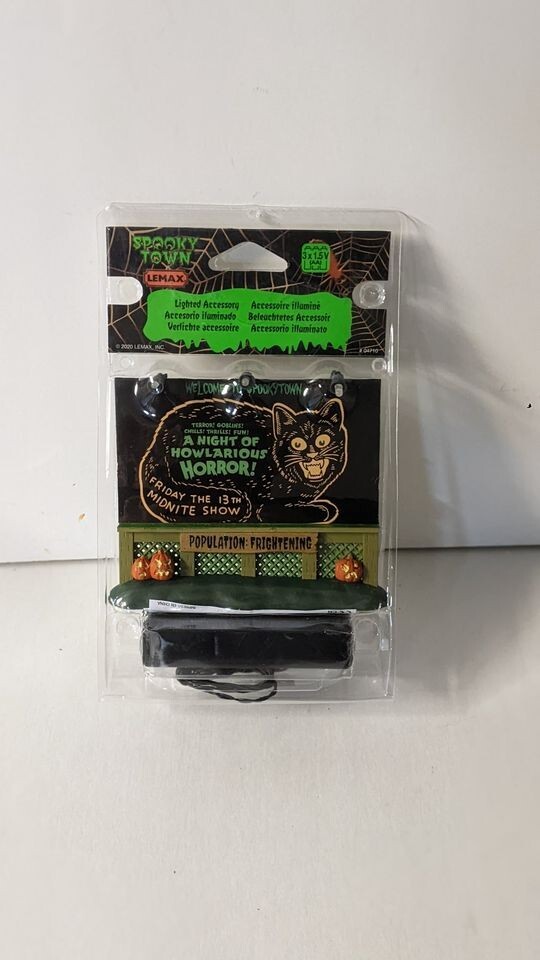 SPOOKY
TOWN
LEMAX
3 x 1.5V
(AA)
Lighted Accessory Accessoire illuminé
Accesorio iluminado Beleuchtetes Accessoir
Verlichte accessoire Accessorio illuminato
© 2020 LEMAX, INC.
# 04710
WELCOME TO SPOOKYTOWN
TERROR! GOBLINS!
CHILLS! THRILLS! FUN!
A NIGHT OF
HOWLARIOUS
HORROR!
FRIDAY THE 13TH
MIDNITE SHOW
POPULATION: FRIGHTENING